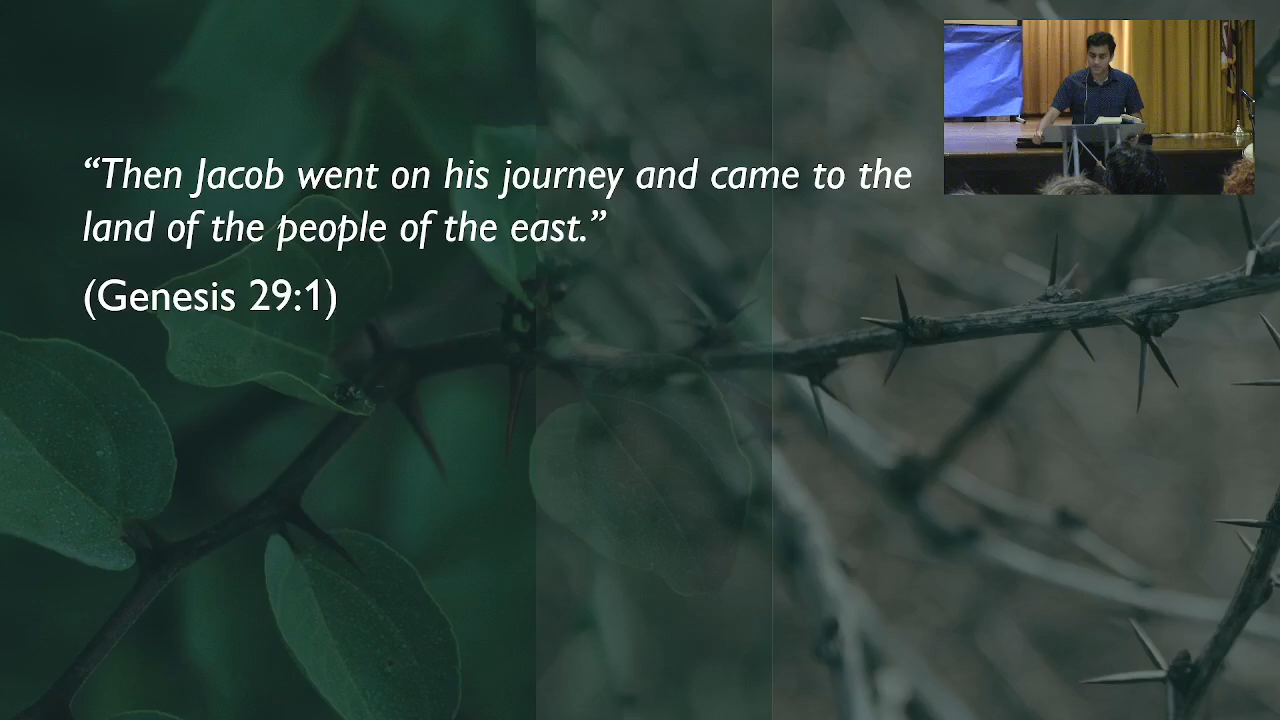 “Then Jacob went on his journey and came to the
land of the people of the east.”
(Genesis 29:1)